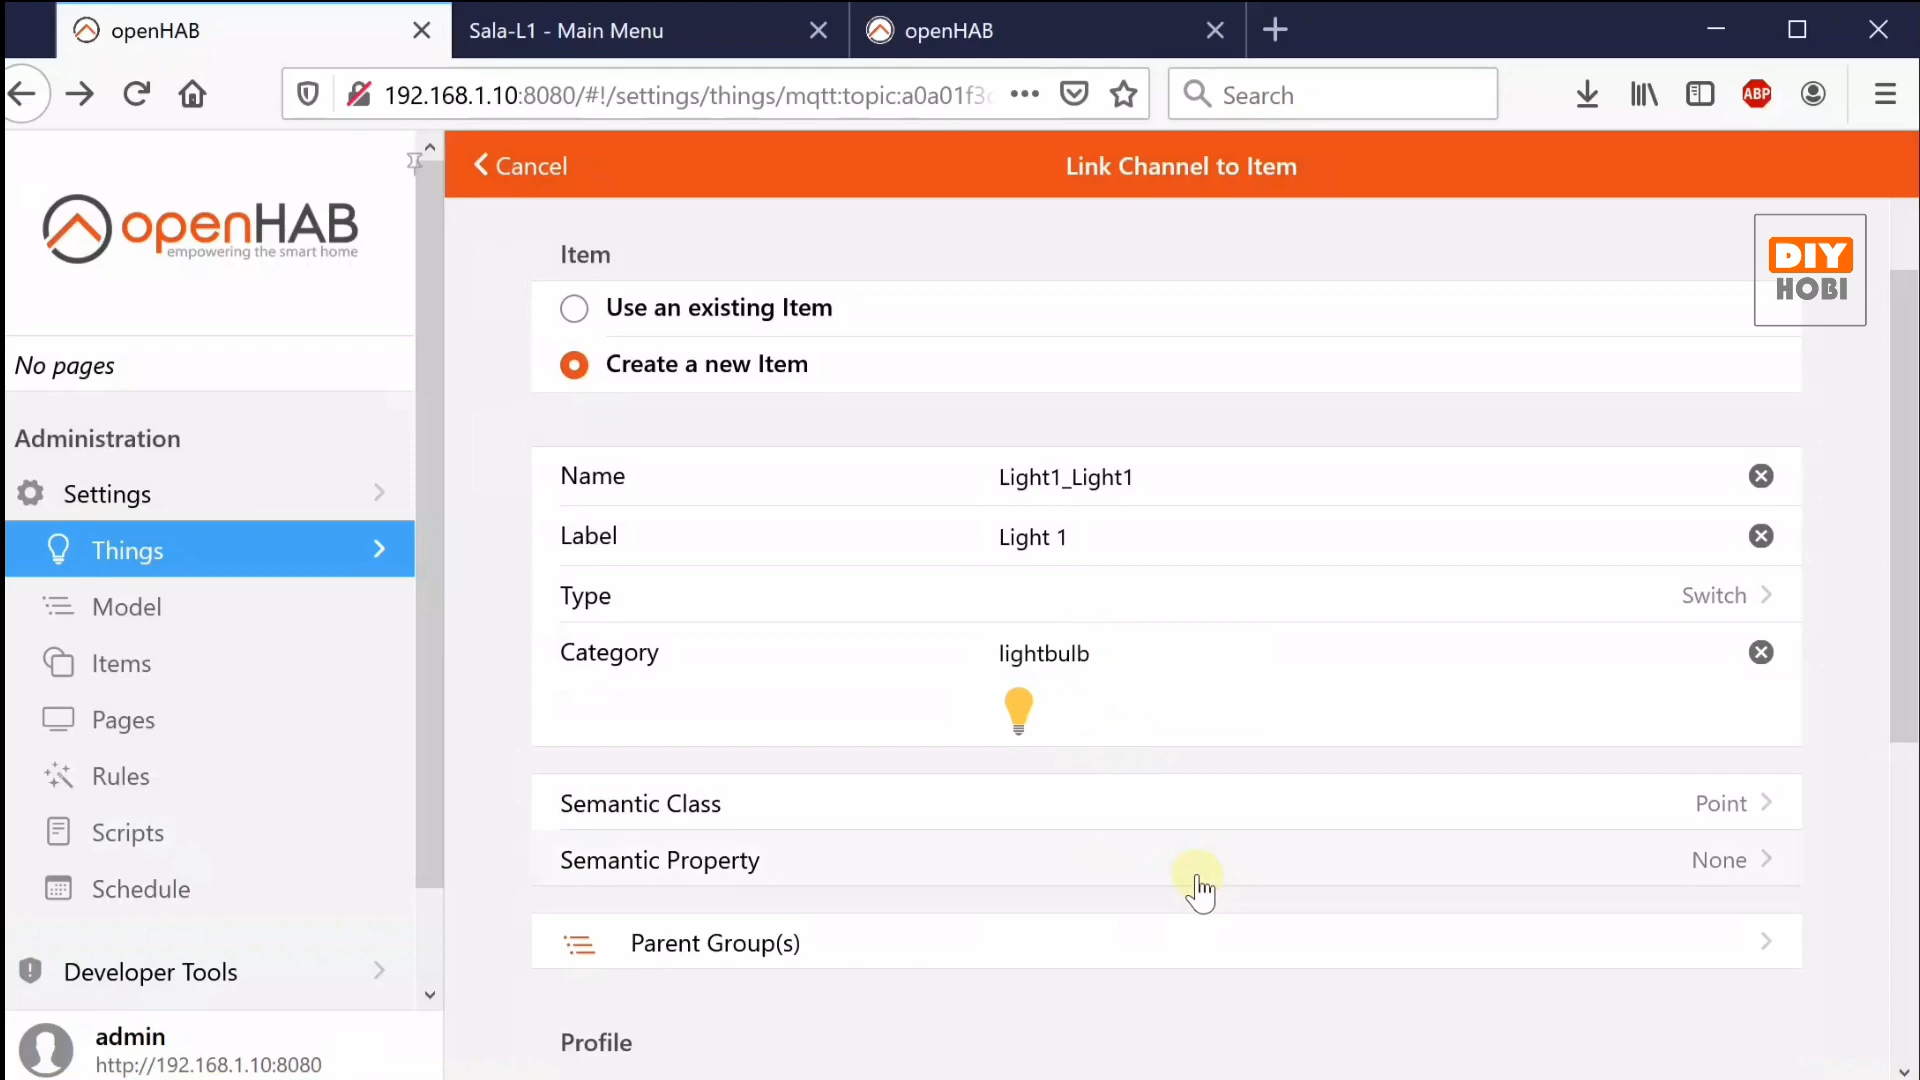 openHAB
Sala-L1 - Main Menu
openHAB
192.168.1.10:8080/#!/settings/things/mqtt:topic:a0a01f3c
Search
ABP
openHAB
empowering the smart home
No pages
Administration
Settings
Things
Model
Items
Pages
Rules
Scripts
Schedule
Developer Tools
admin
http://192.168.1.10:8080
Cancel
Link Channel to Item
DIY
HOBI
Item
Use an existing Item
Create a new Item
Name Light1_Light1
Label Light 1
Type Switch
Category lightbulb
Semantic Class Point
Semantic Property None
Parent Group(s)
Profile